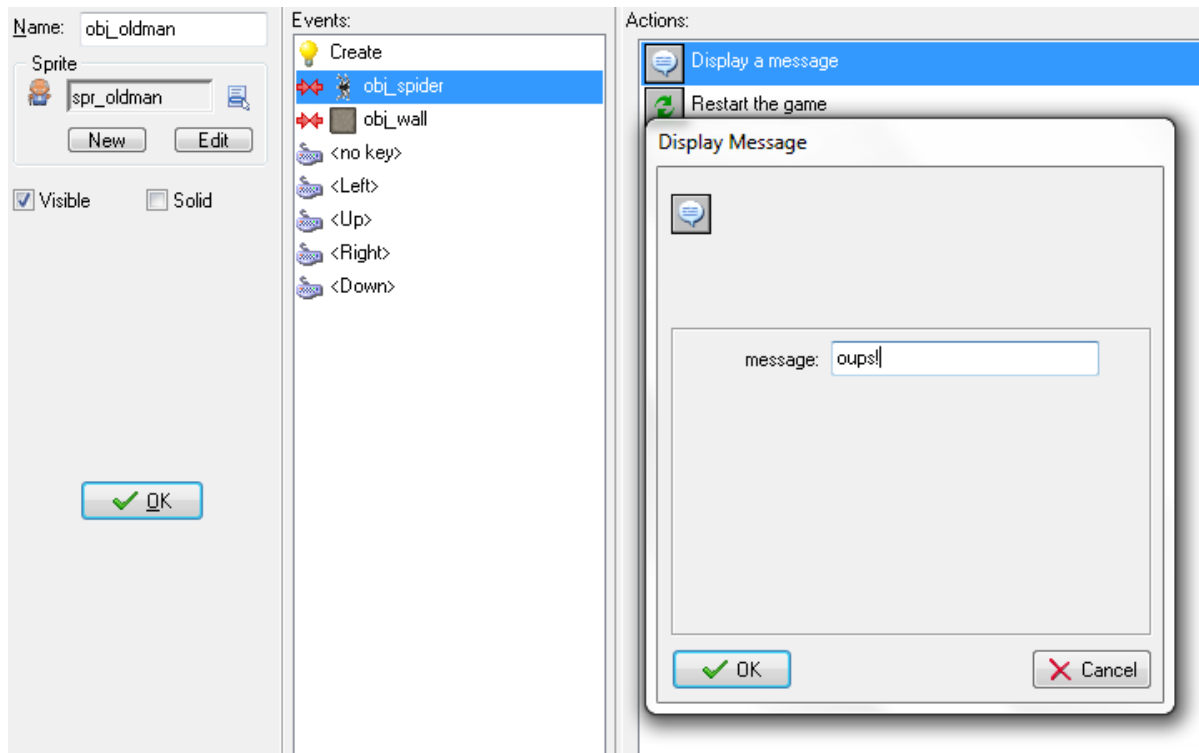 Name: obj_oldman
Sprite
spr_oldman
New Edit
Visible Solid
OK
Events:
Create
obj_spider
obj_wall
<no key>
<Left>
<Up>
<Right>
<Down>
Actions:
Display a message
Restart the game
Display Message
message: oups!
OK Cancel